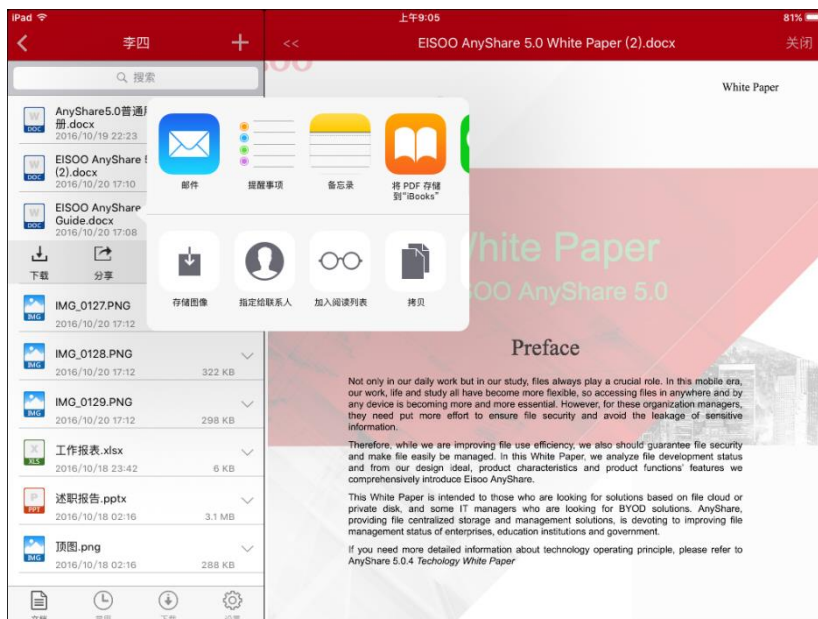 iPad
上午9:05
81%
李四
<<
EISOO AnyShare 5.0 White Paper (2).docx
关闭
搜索
AnyShare5.0普通用
册.docx
2016/10/19 22:23
EISOO AnyShare
(2).docx
2016/10/20 17:10
EISOO AnyShare
Guide.docx
2016/10/20 17:08
下载
分享
IMG_0127.PNG
2016/10/20 17:12
IMG_0128.PNG
2016/10/20 17:12
322 KB
IMG_0129.PNG
2016/10/20 17:12
298 KB
工作报表.xlsx
2016/10/18 23:42
6 KB
述职报告.pptx
2016/10/18 02:16
3.1 MB
顶图.png
2016/10/18 02:16
288 KB
邮件
提醒事项
备忘录
将 PDF 存储
到“iBooks”
存储图像
指定给联系人
加入阅读列表
拷贝
White Paper
White Paper
EISOO AnyShare 5.0
Preface
Not only in our daily work but in our study, files always play a crucial role. In this mobile era,
our work, life and study all have become more flexible, so accessing files in anywhere and by
any device is becoming more and more essential. However, for these organization managers,
they need put more effort to ensure file security and avoid the leakage of sensitive
information.
Therefore, while we are improving file use efficiency, we also should guarantee file security
and make file easily be managed. In this White Paper, we analyze file development status
and from our design ideal, product characteristics and product functions' features we
comprehensively introduce Eisoo AnyShare.
This White Paper is intended to those who are looking for solutions based on file cloud or
private disk, and some IT managers who are looking for BYOD solutions. AnyShare,
providing file centralized storage and management solutions, is devoting to improving file
management status of enterprises, education institutions and government.
If you need more detailed information about technology operating principle, please refer to
AnyShare 5.0.4 Techology White Paper